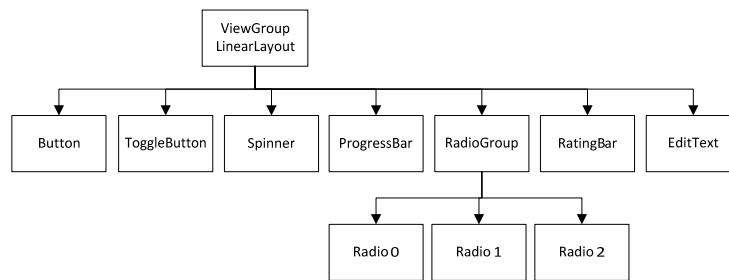 ViewGroup
LinearLayout
Button
ToggleButton
Spinner
ProgressBar
RadioGroup
RatingBar
EditText
Radio 0
Radio 1
Radio 2